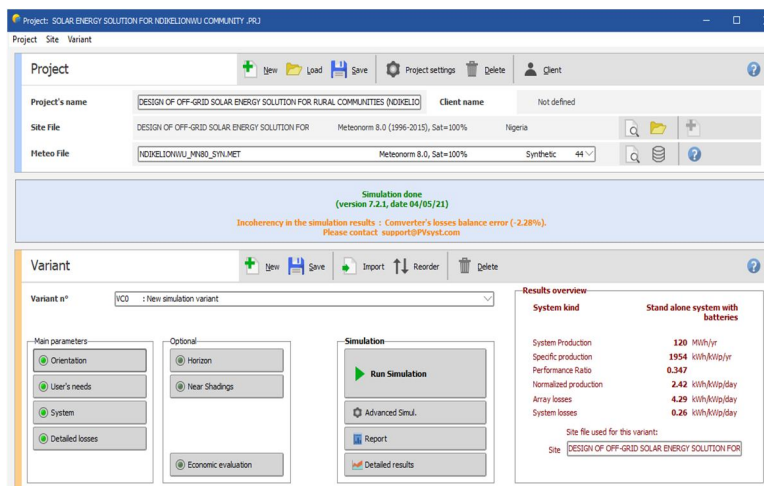 Project: SOLAR ENERGY SOLUTION FOR NDIKELIONWU COMMUNITY .PRJ
Project Site Variant
Project New Load Save Project settings Delete Client
Project's name DESIGN OF OFF-GRID SOLAR ENERGY SOLUTION FOR RURAL COMMUNITIES (NDIKELIO Client name Not defined
Site File DESIGN OF OFF-GRID SOLAR ENERGY SOLUTION FOR Meteonorm 8.0 (1996-2015), Sat=100% Nigeria
Meteo File NDIKELIONWU_MN80_SYN.MET Meteonorm 8.0, Sat=100% Synthetic 44
Simulation done
(version 7.2.1, date 04/05/21)
Incoherency in the simulation results : Comverter's losses balance error (-2.28%).
Please contact support@PVsyst.com
Variant New Save Import Reorder Delete
Variant n° VC0 : New simulation variant
Main parameters
Orientation
User's needs
System
Detailed losses
Optional
Horizon
Near Shadings
Economic evaluation
Simulation
Run Simulation
Advanced Simul.
Report
Detailed results
Results overview
System kind Stand alone system with
batteries
System Production 120 MWh/yr
Specific production 1954 kWh/kWp/yr
Performance Ratio 0.347
Normalized production 2.42 kWh/kWp/day
Array losses 4.29 kWh/kWp/day
System losses 0.26 kWh/kWp/day
Site file used for this variant:
Site DESIGN OF OFF-GRID SOLAR ENERGY SOLUTION FOR